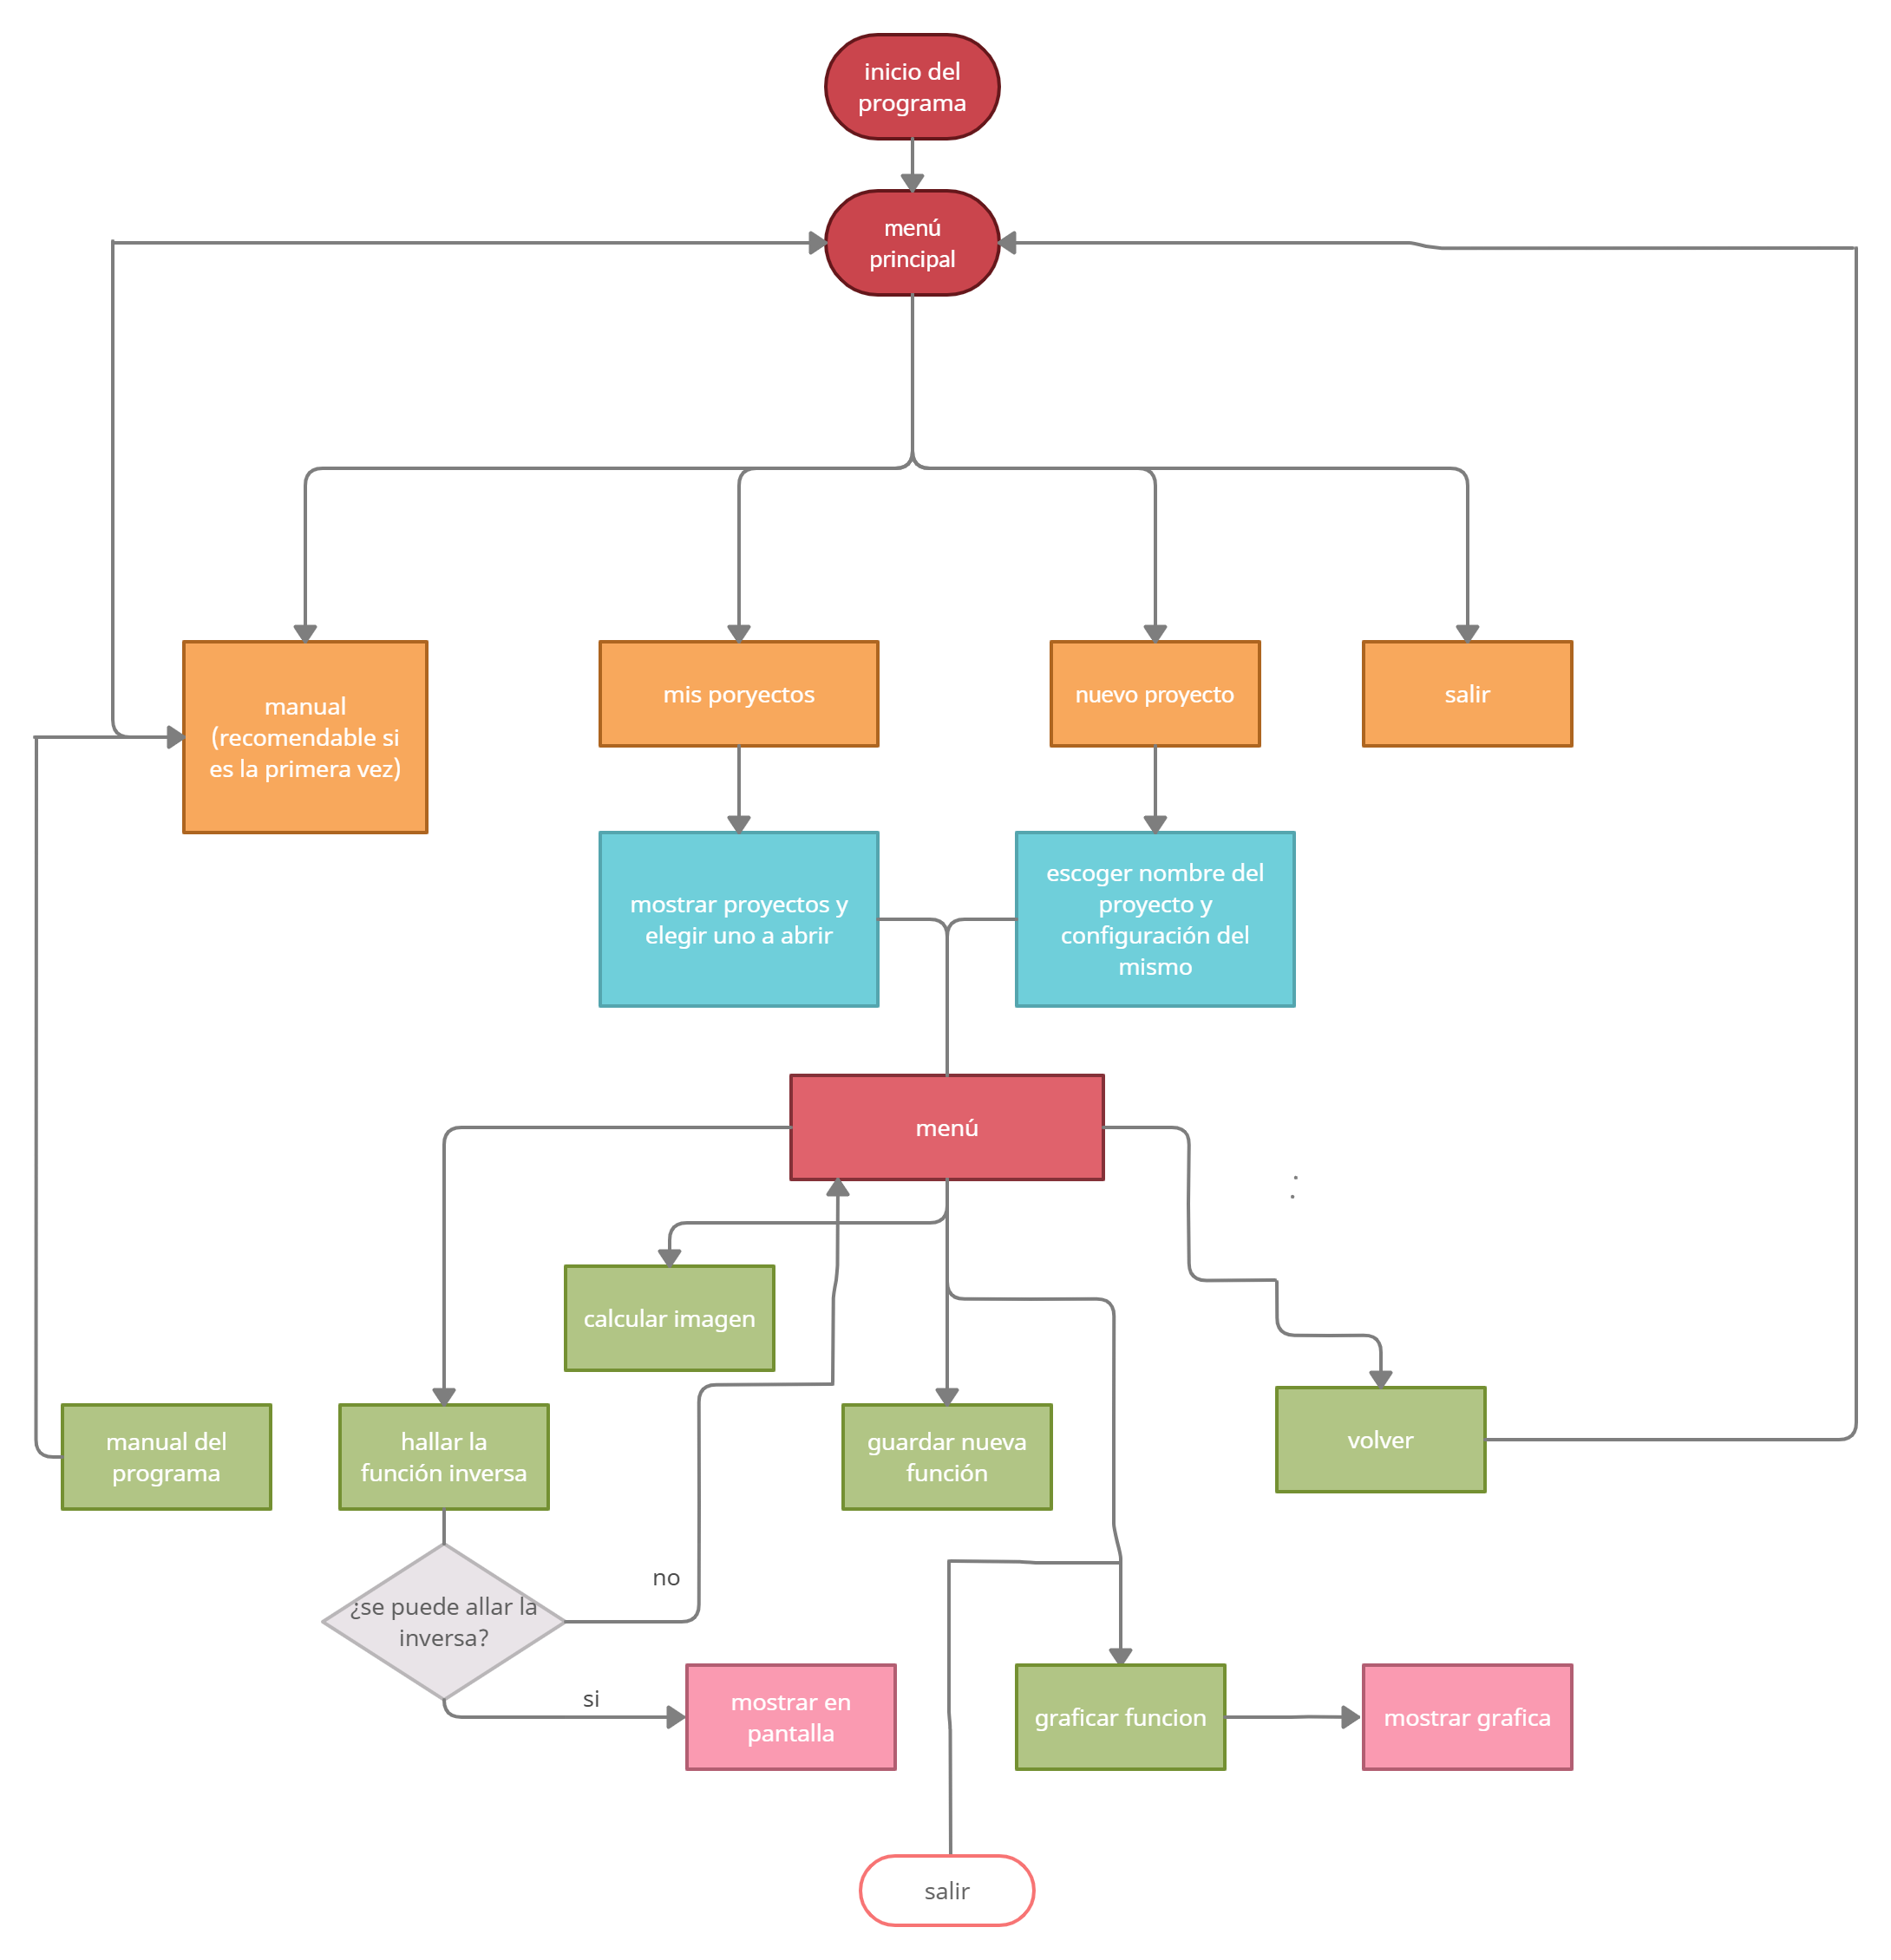 inicio del
programa
menú
principal
manual
(recomendable si
es la primera vez)
mis poryectos
nuevo proyecto
salir
mostrar proyectos y
elegir uno a abrir
escoger nombre del
proyecto y
configuración del
mismo
menú
calcular imagen
manual del
programa
hallar la
función inversa
guardar nueva
función
volver
no
¿se puede allar la
inversa?
si
mostrar en
pantalla
graficar funcion
mostrar grafica
salir